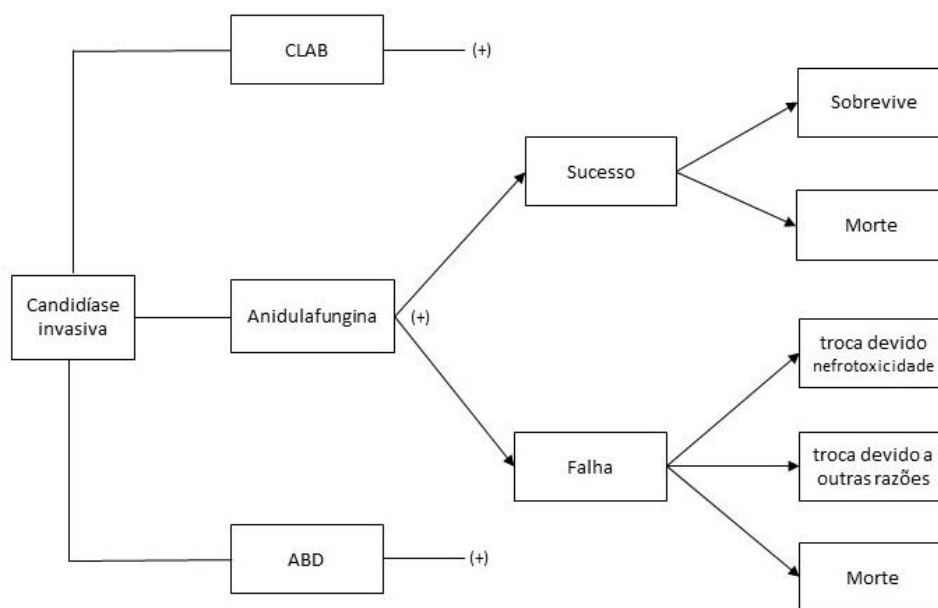 CLAB
(+)
Sobrevive
Sucesso
Morte
Candidíase
invasiva
Anidulafungina
(+)
troca devido
nefrotoxicidade
Falha
troca devido a
outras razões
ABD
(+)
Morte